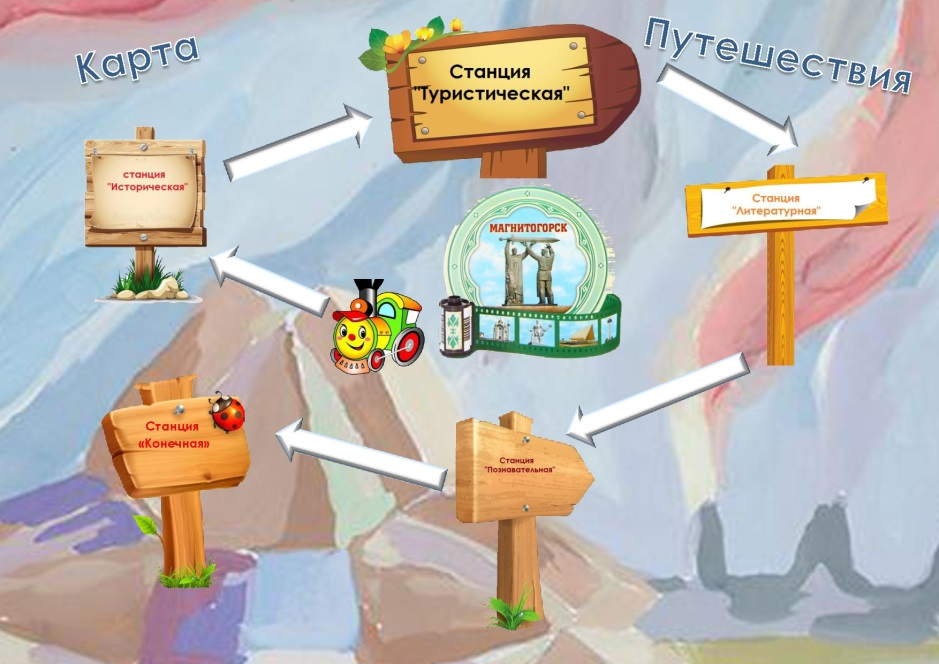 Карта
Путешествия
Станция
"Туристическая"
станция
"Историческая"
Станция
"Литературная"
МАГНИТОГОРСК
Станция
«Конечная»
Станция
"Познавательная"